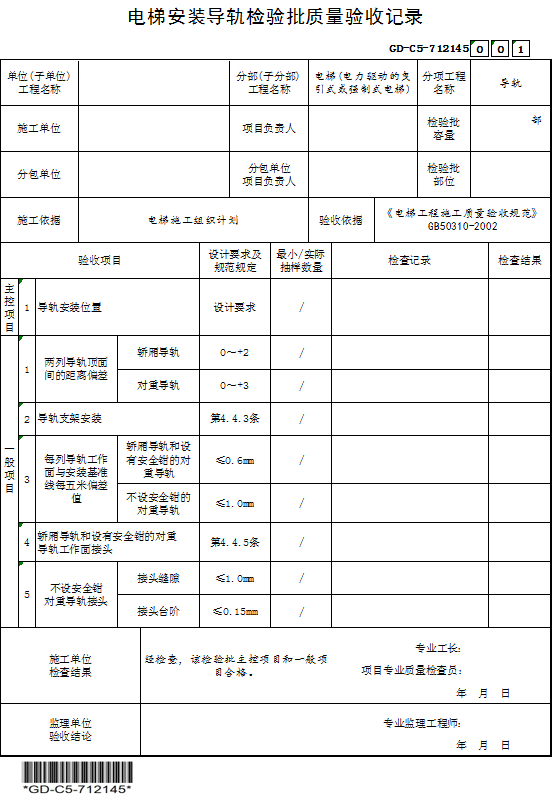 电梯安装导轨检验批质量验收记录
GD-C5-712145 0 0 1
单位(子单位)
工程名称
分部(子分部)
工程名称
电梯(电力驱动的曳
引式或强制式电梯)
分项工程
名称
导轨
施工单位
项目负责人
检验批
容量
部
分包单位
分包单位
项目负责人
检验批
部位
施工依据
电梯施工组织计划
验收依据
《电梯工程施工质量验收规范》
GB50310-2002
验收项目
设计要求及
规范规定
最小/实际
抽样数量
检查记录
检查结果
主
控
项
目
1
导轨安装位置
设计要求
/
一
般
项
目
1
两列导轨顶面
间的距离偏差
轿厢导轨
0～+2
/
对重导轨
0～+3
/
2
导轨支架安装
第4.4.3条
/
3
每列导轨工作
面与安装基准
线每五米偏差
值
轿厢导轨和设
有安全钳的对
重导轨
≤0.6mm
/
不设安全钳的
对重导轨
≤1.0mm
/
4
轿厢导轨和设有安全钳的对重
导轨工作面接头
第4.4.5条
/
5
不设安全钳
对重导轨接头
接头缝隙
≤1.0mm
/
接头台阶
≤0.15mm
/
施工单位
检查结果
经检查，该检验批主控项目和一般项
目合格。
专业工长：
项目专业质量检查员：
年 月 日
监理单位
验收结论
专业监理工程师：
年 月 日
*GD-C5-712145*